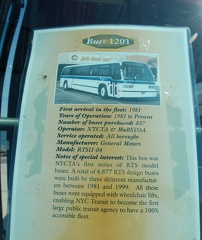 Bus# 1201
First arrival in the fleet: 1981
Years of Operation: 1981 to Present
Number of buses purchased: 837
Operator: NYCTA & MaBSTOA
Service operated: All boroughs
Manufacturer: General Motors
Model: RTSII-04
Notes of special interest: This bus was
NYCTA's first series of RTS model
buses. A total of 4,877 RTS design buses
were built by three different manufactur-
ers between 1981 and 1999. All these
buses were equipped with wheelchair lifts,
enabling NYC Transit to become the first
large public transit agency to have a 100%
accessible fleet.